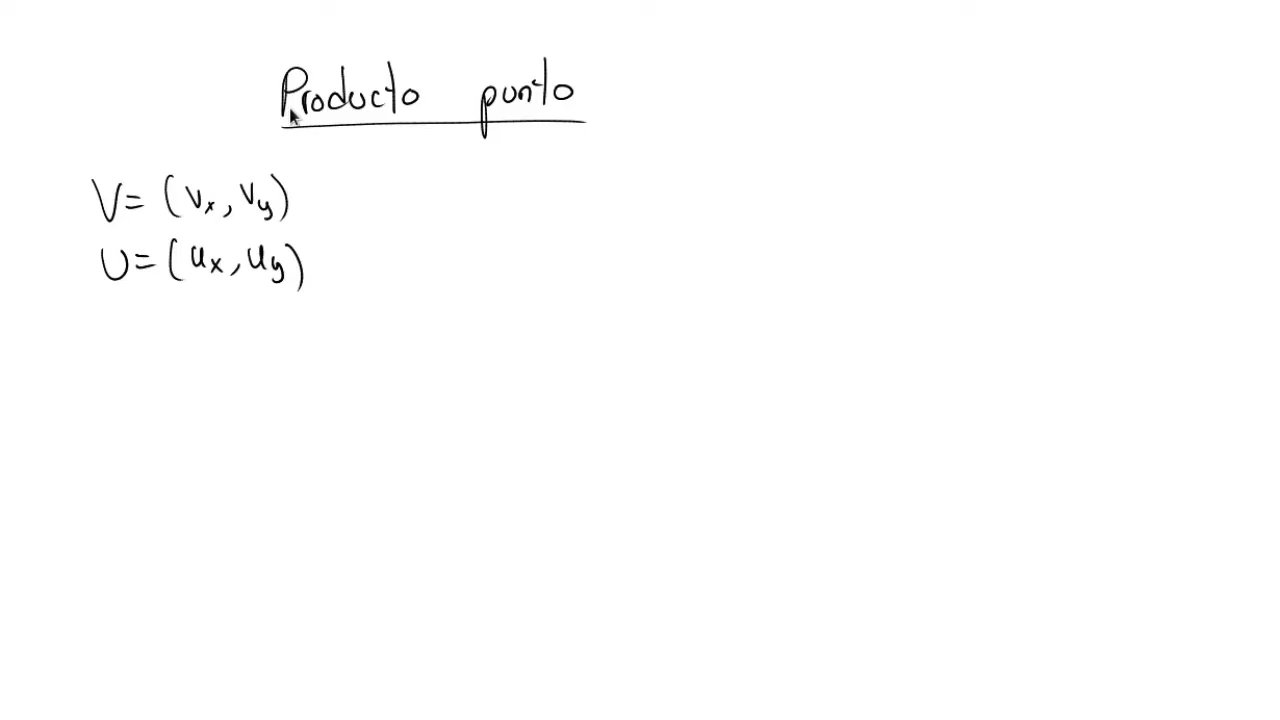 Producto punto
V = (Vx, Vy)
U = (Ux, Uy)